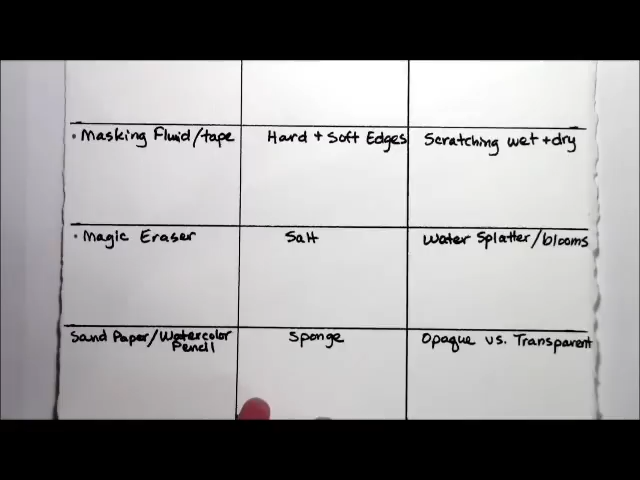 • Masking Fluid/tape
Hard + Soft Edges
Scratching wet + dry
• Magic Eraser
Salt
Water Splatter/blooms
Sand Paper/Watercolor
Pencil
Sponge
Opaque vs. Transparent